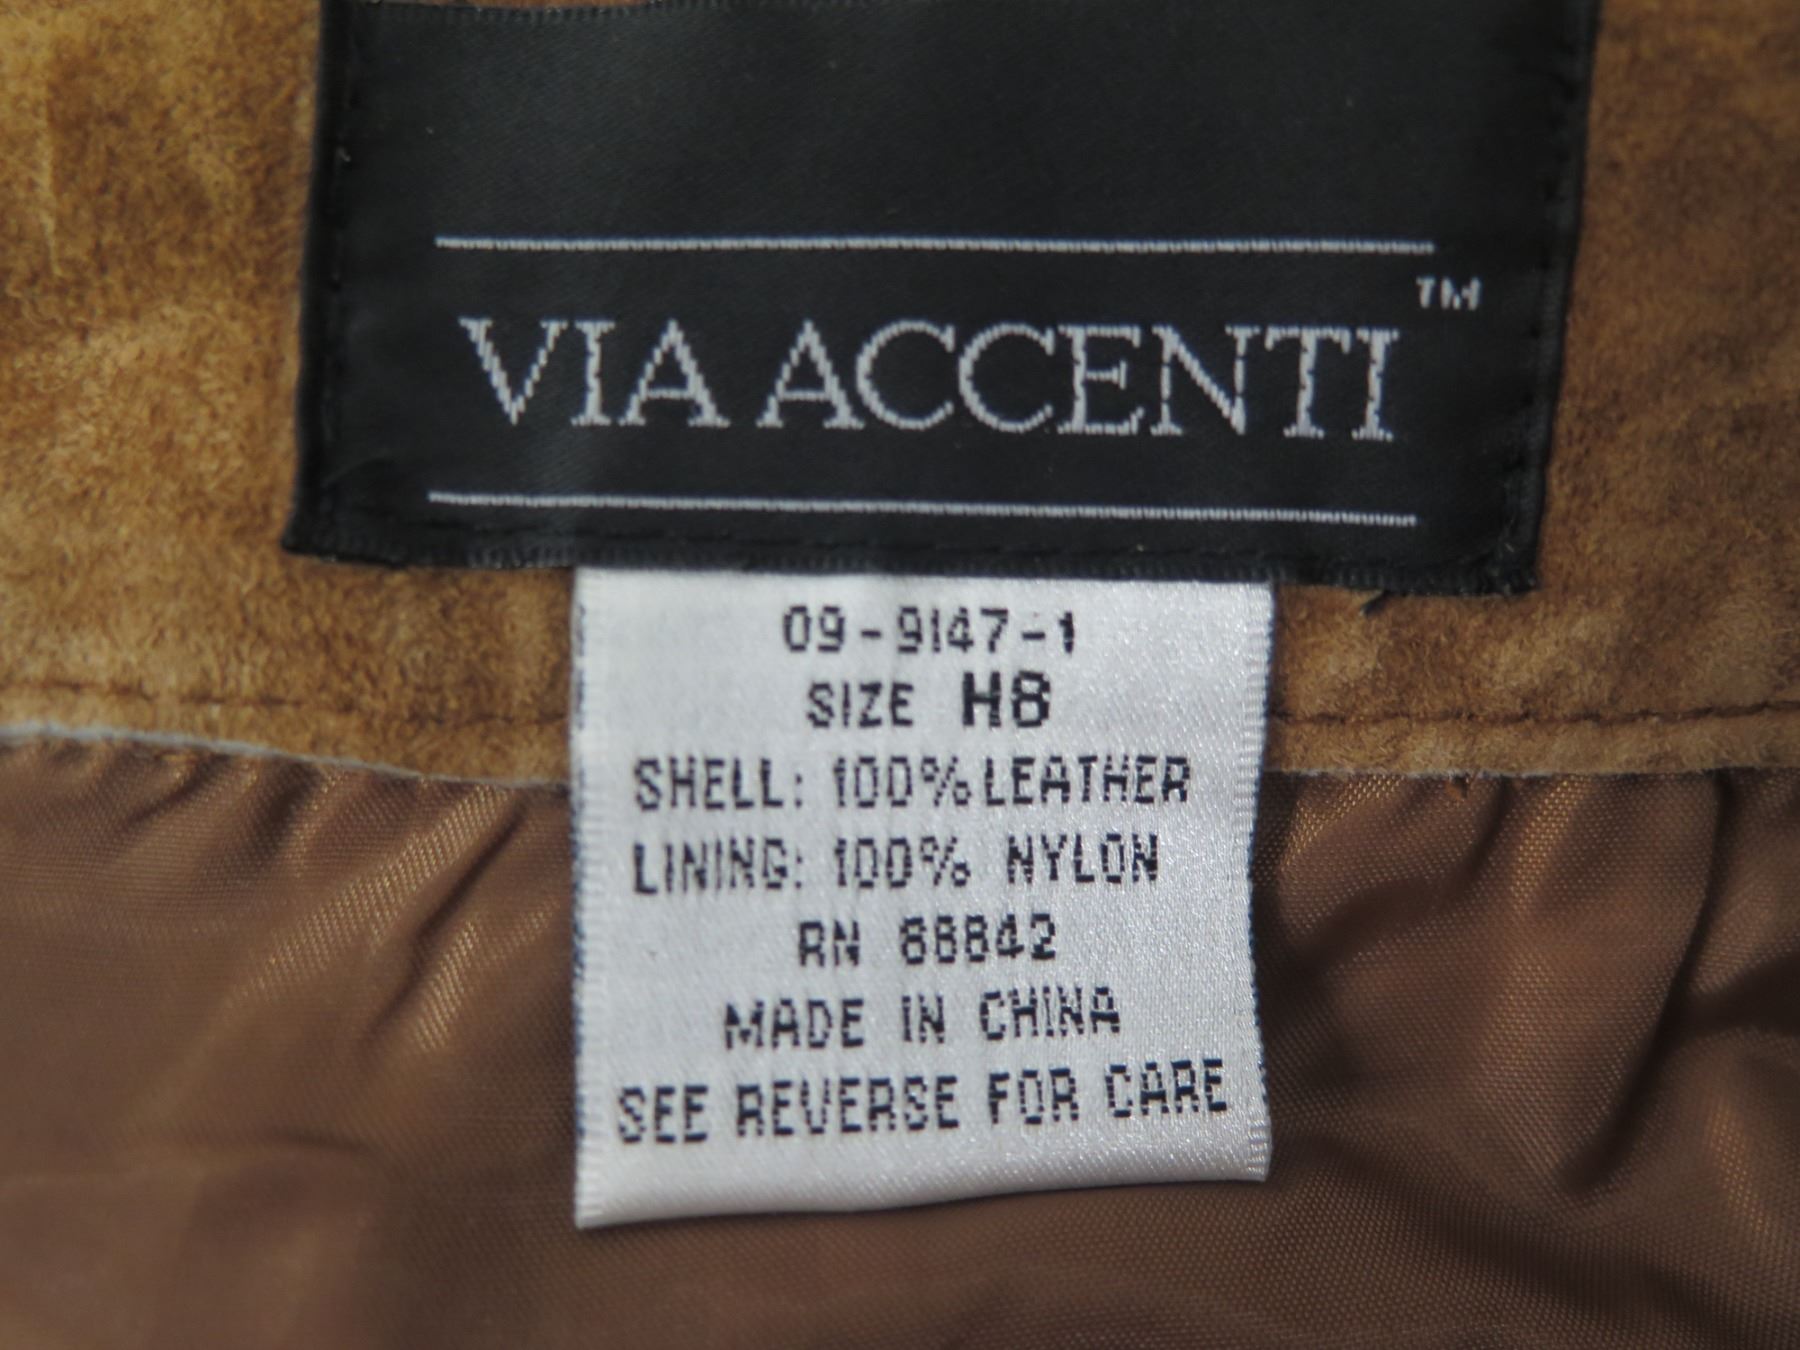 VIA ACCENTI™
09-9147-1
SIZE H8
SHELL: 100% LEATHER
LINING: 100% NYLON
RN 68842
MADE IN CHINA
SEE REVERSE FOR CARE